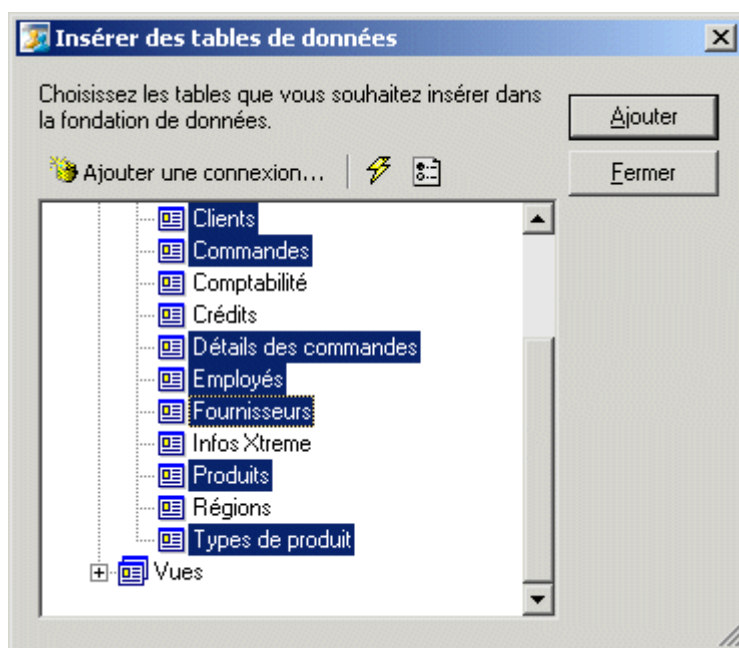 Insérer des tables de données
Choisissez les tables que vous souhaitez insérer dans
la fondation de données.
Ajouter
Ajouter une connexion...
Fermer
Clients
Commandes
Comptabilité
Crédits
Détails des commandes
Employés
Fournisseurs
Infos Xtreme
Produits
Régions
Types de produit
Vues